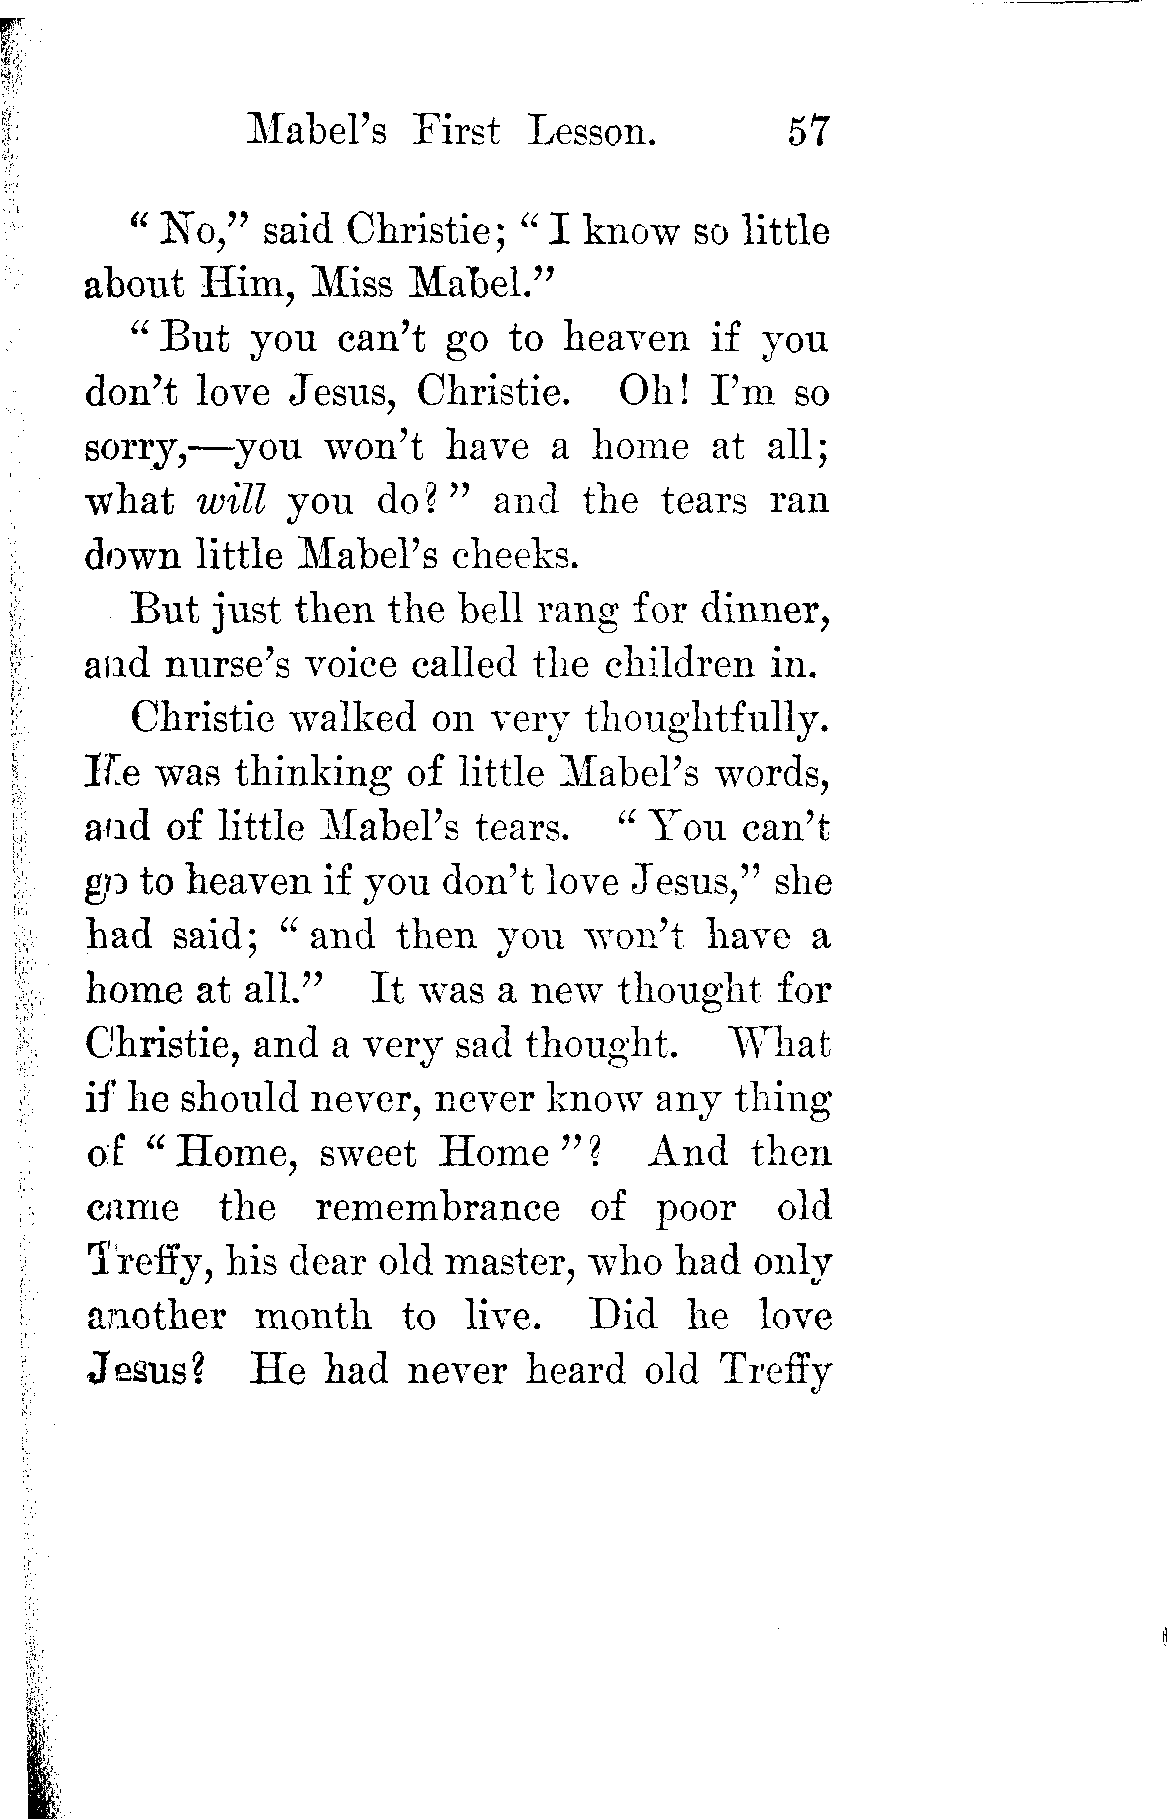 Mabel's First Lesson. 57
"No," said Christie; "I know so little
about Him, Miss Mabel."
"But you can't go to heaven if you
don't love Jesus, Christie. Oh! I'm so
sorry,—you won't have a home at all;
what will you do?" and the tears ran
down little Mabel's cheeks.
But just then the bell rang for dinner,
and nurse's voice called the children in.
Christie walked on very thoughtfully.
He was thinking of little Mabel's words,
and of little Mabel's tears. "You can't
go to heaven if you don't love Jesus," she
had said; "and then you won't have a
home at all." It was a new thought for
Christie, and a very sad thought. What
if he should never, never know any thing
of "Home, sweet Home"? And then
came the remembrance of poor old
Treffy, his dear old master, who had only
another month to live. Did he love
Jesus? He had never heard old Treffy